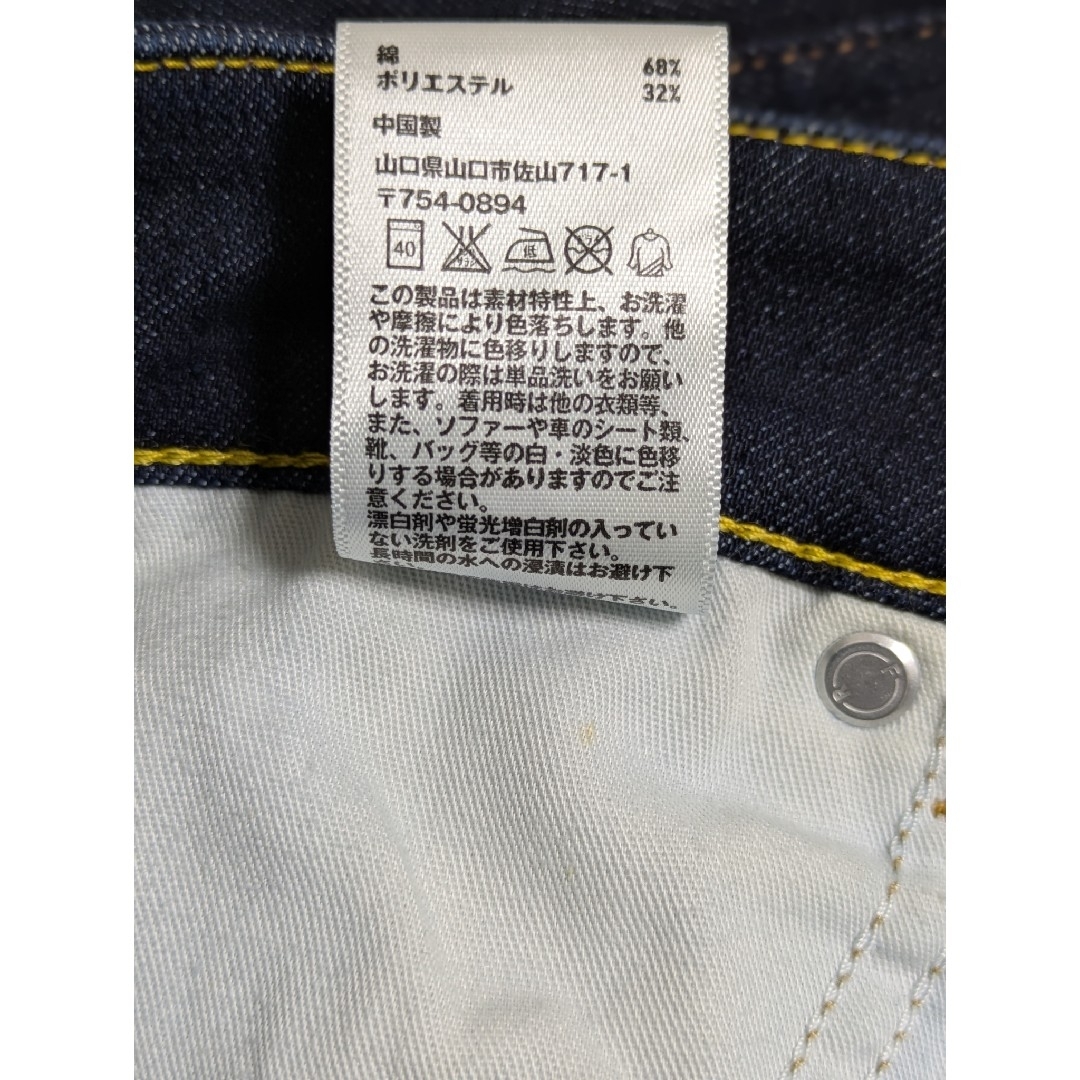 綿 68%
ポリエステル 32%
中国製
山口県山口市佐山717-1
〒754-0894
40 低
この製品は素材特性上、お洗濯
や摩擦により色落ちします。他
の洗濯物に色移りしますので、
お洗濯の際は単品洗いをお願い
します。着用時は他の衣類等、
また、ソファーや車のシート類、
靴、バッグ等の白・淡色に色移
りする場合がありますのでご注
意ください。
漂白剤や蛍光増白剤の入ってい
ない洗剤をご使用下さい。
長時間の水への浸漬はお避け下